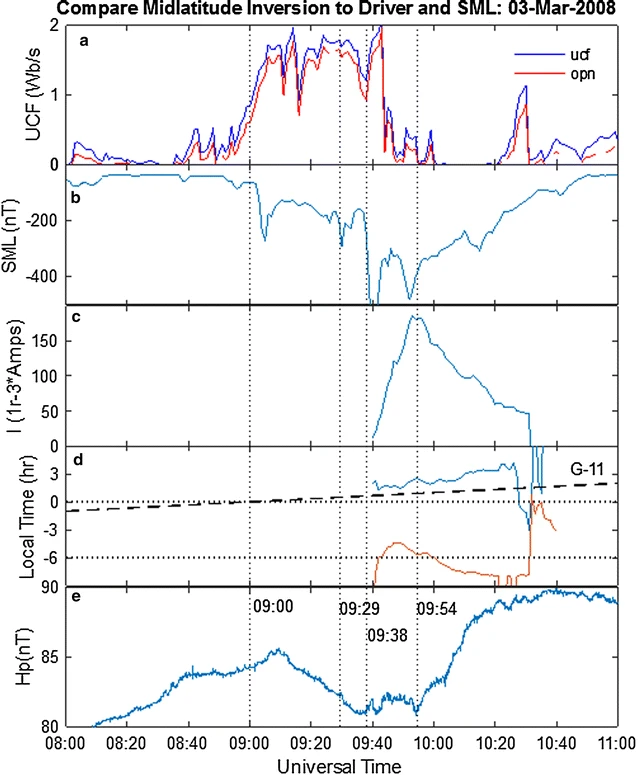 Compare Midlatitude Inversion to Driver and SML: 03-Mar-2008
a
2
1
0
UCF (Wb/s
ucf
opn
b
-200
-400
SML (nT)
c
150
100
50
0
I (1r-3*Amps)
d
3
0
-3
-6
Local Time (hr)
G-11
e
90
85
80
Hp(nT)
09:00
09:29
09:38
09:54
08:00 08:20 08:40 09:00 09:20 09:40 10:00 10:20 10:40 11:00
Universal Time